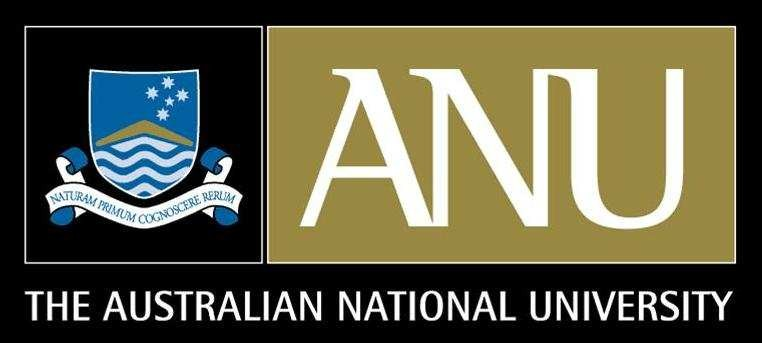 NATURAM PRIMUM COGNOSCERE RERUM
ANU
THE AUSTRALIAN NATIONAL UNIVERSITY